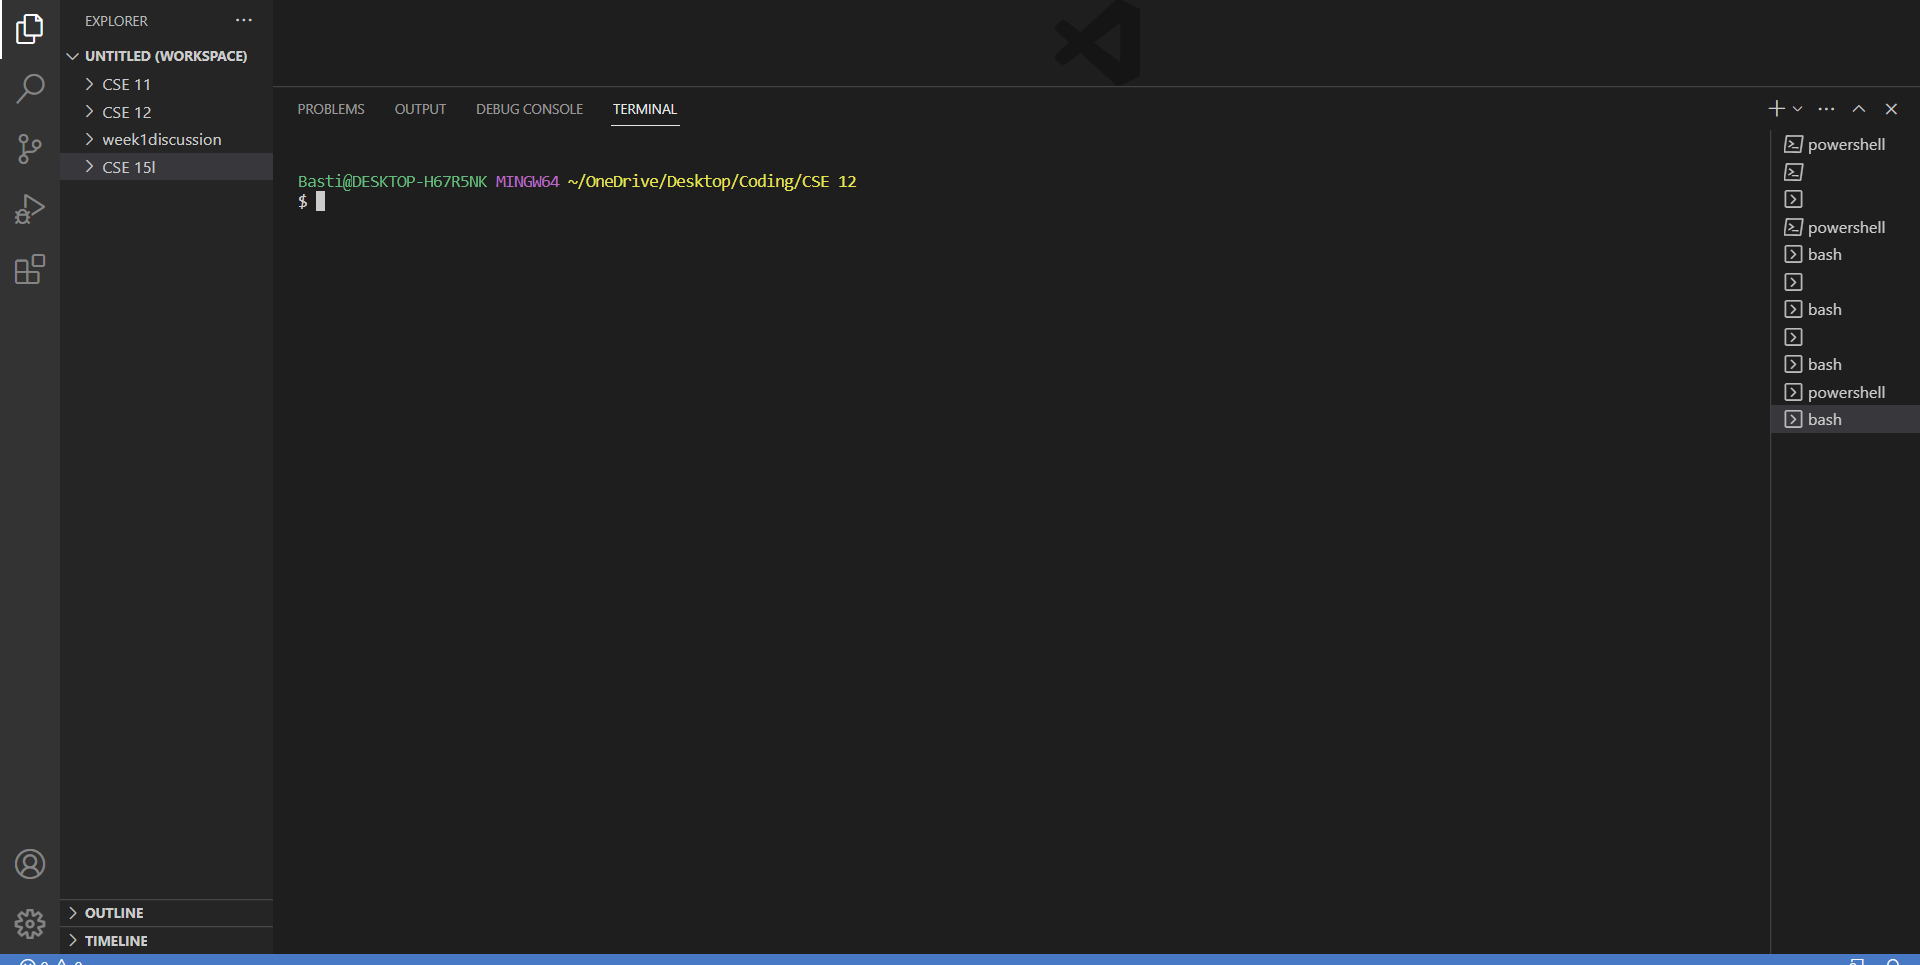 EXPLORER
UNTITLED (WORKSPACE)
CSE 11
CSE 12
week1discussion
CSE 15l
OUTLINE
TIMELINE
PROBLEMS OUTPUT DEBUG CONSOLE TERMINAL
Basti@DESKTOP-H67R5NK MINGW64 ~/OneDrive/Desktop/Coding/CSE 12
$
powershell
powershell
bash
bash
bash
powershell
bash